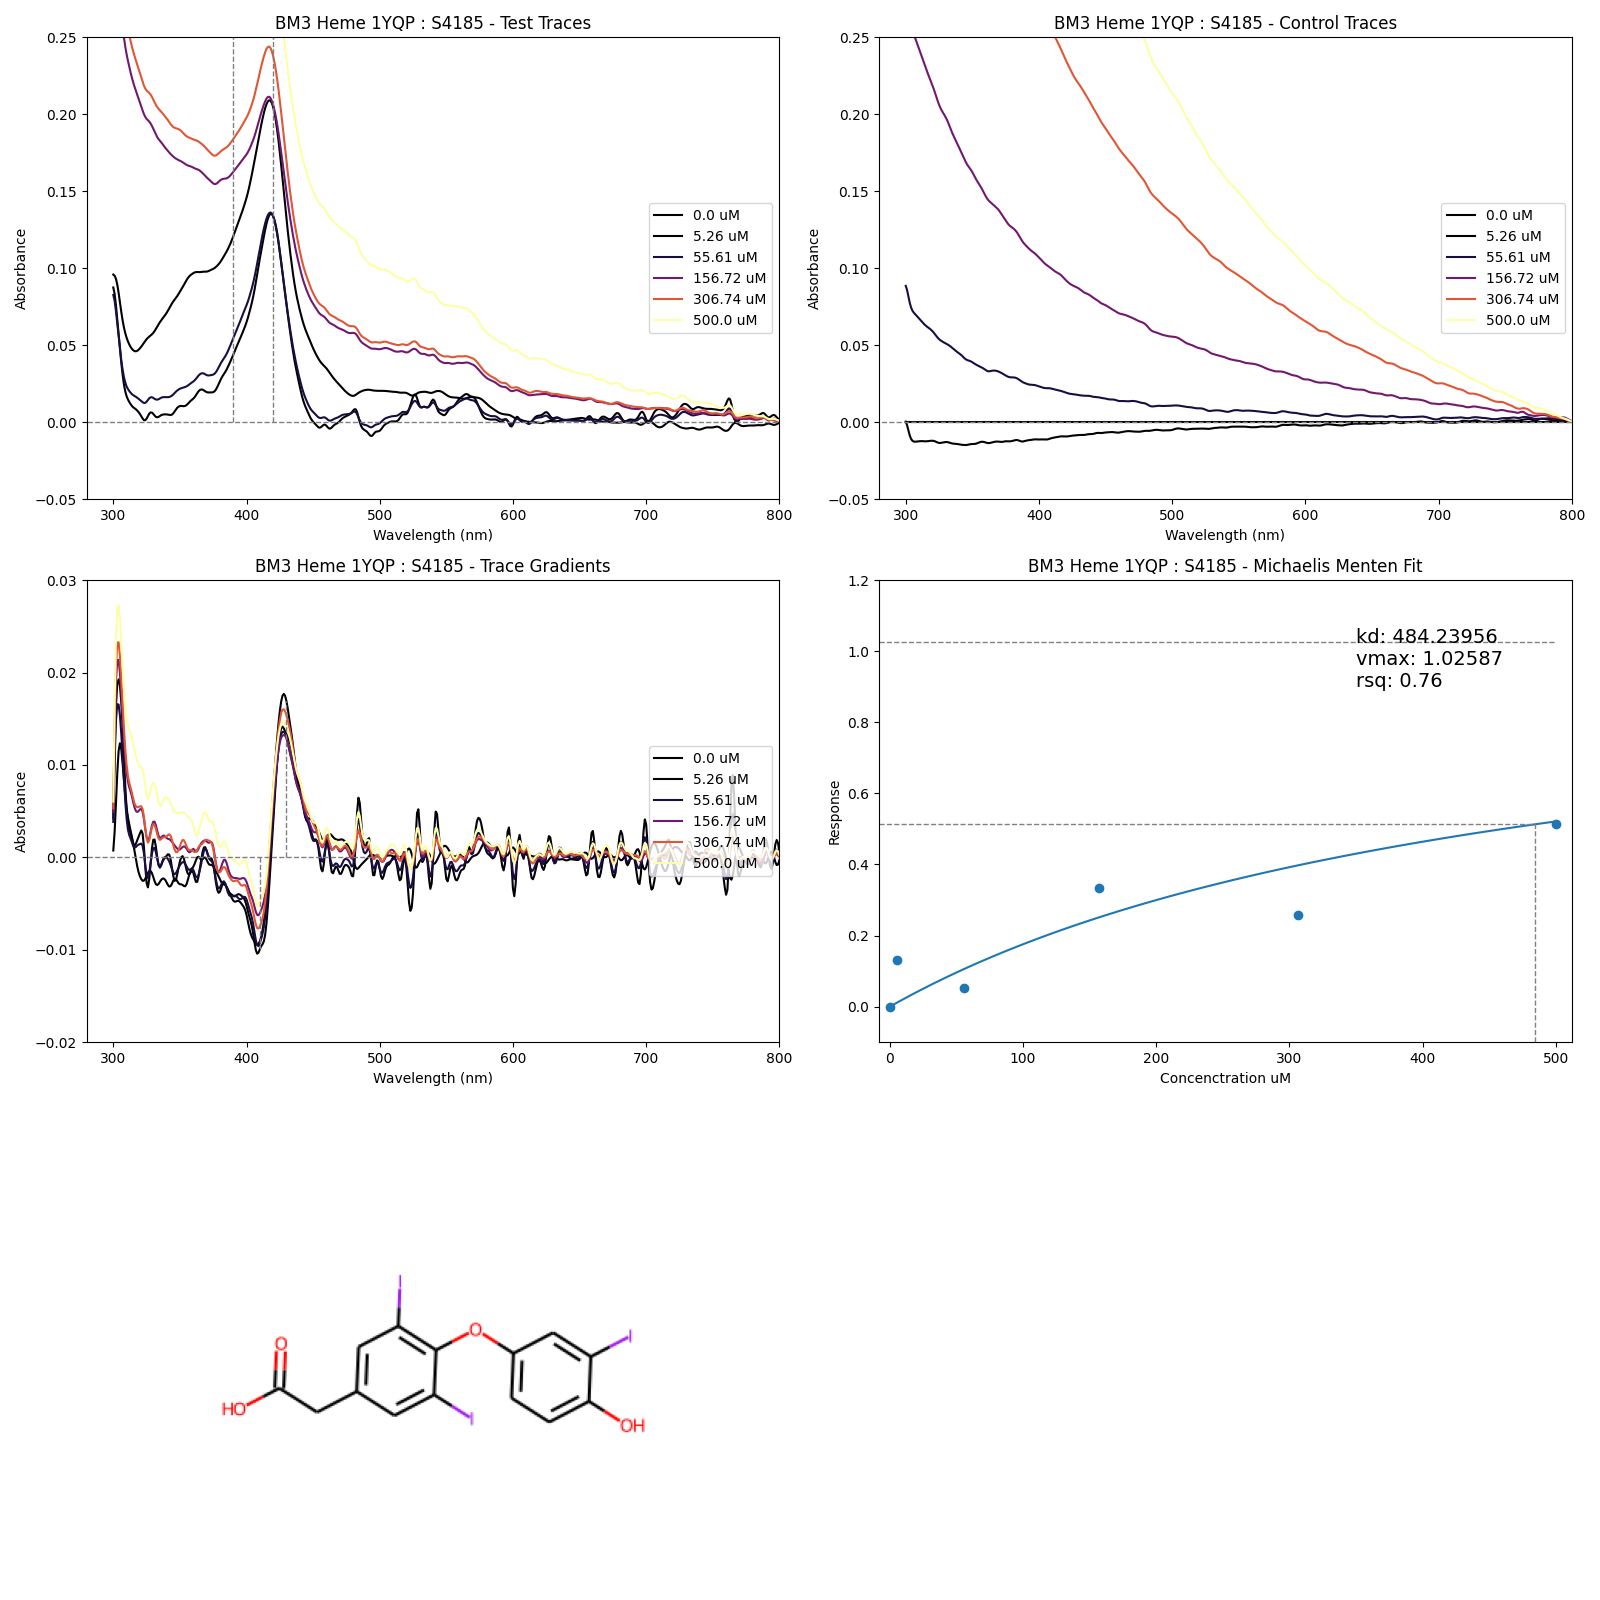 BM3 Heme 1YQP : S4185 - Test Traces
Absorbance
0.25
0.20
0.15
0.10
0.05
0.00
−0.05
300 400 500 600 700 800
Wavelength (nm)
0.0 uM
5.26 uM
55.61 uM
156.72 uM
306.74 uM
500.0 uM
BM3 Heme 1YQP : S4185 - Control Traces
Absorbance
0.25
0.20
0.15
0.10
0.05
0.00
−0.05
300 400 500 600 700 800
Wavelength (nm)
0.0 uM
5.26 uM
55.61 uM
156.72 uM
306.74 uM
500.0 uM
BM3 Heme 1YQP : S4185 - Trace Gradients
Absorbance
0.03
0.02
0.01
0.00
−0.01
−0.02
300 400 500 600 700 800
Wavelength (nm)
0.0 uM
5.26 uM
55.61 uM
156.72 uM
306.74 uM
500.0 uM
BM3 Heme 1YQP : S4185 - Michaelis Menten Fit
Response
1.2
1.0
0.8
0.6
0.4
0.2
0.0
0 100 200 300 400 500
Concenctration uM
kd: 484.23956
vmax: 1.02587
rsq: 0.76
I
O
O
I
HO
I
OH